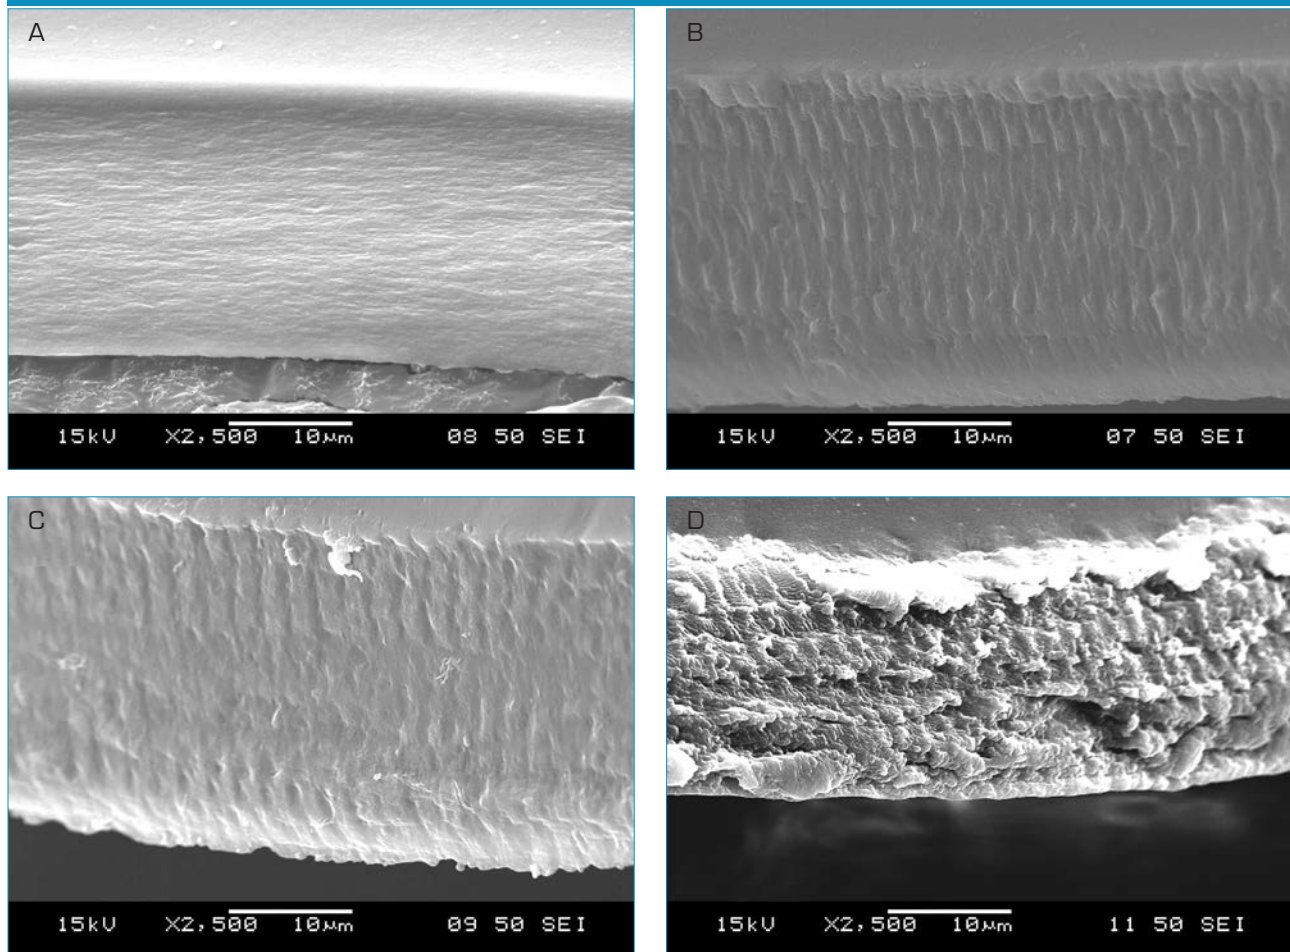 A
15kV X2,500 10μm 08 50 SEI
B
15kV X2,500 10μm 07 50 SEI
C
15kV X2,500 10μm 09 50 SEI
D
15kV X2,500 10μm 11 50 SEI